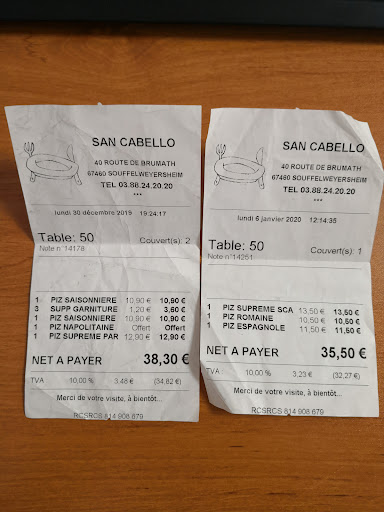 SAN CABELLO
40 ROUTE DE BRUMATH
67460 SOUFFELWEYERSHEIM
TEL 03.88.24.20.20
***
lundi 30 décembre 2019 19:24:17
Table: 50 Couvert(s): 2
Note n°14178
1 PIZ SAISONNIERE 10,90 € 10,90 €
3 SUPP GARNITURE 1,20 € 3,60 €
1 PIZ SAISONNIERE 10,90 € 10,90 €
1 PIZ NAPOLITAINE Offert Offert
1 PIZ SUPREME PAR 12,90 € 12,90 €
NET A PAYER 38,30 €
TVA : 10,00 % 3,48 € (34,82 €)
Merci de votre visite, à bientôt...
RCSRCS 814 908 679
SAN CABELLO
40 ROUTE DE BRUMATH
67460 SOUFFELWEYERSHEIM
TEL 03.88.24.20.20
***
lundi 6 janvier 2020 12:14:35
Table: 50 Couvert(s): 1
Note n°14251
1 PIZ SUPREME SCA 13,50 € 13,50 €
1 PIZ ROMAINE 10,50 € 10,50 €
1 PIZ ESPAGNOLE 11,50 € 11,50 €
NET A PAYER 35,50 €
TVA : 10,00 % 3,23 € (32,27 €)
Merci de votre visite, à bientôt...
RCSRCS 814 908 679